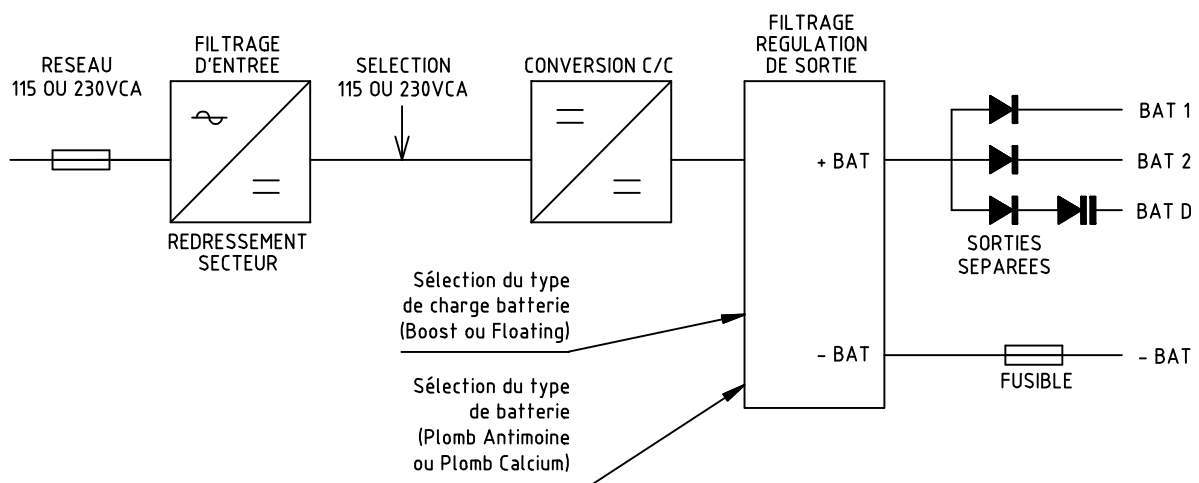 RESEAU
115 OU 230VCA
FILTRAGE
D'ENTREE
REDRESSEMENT
SECTEUR
SELECTION
115 OU 230VCA
CONVERSION C/C
FILTRAGE
REGULATION
DE SORTIE
+ BAT
- BAT
BAT 1
BAT 2
BAT D
SORTIES
SEPAREES
- BAT
FUSIBLE
Sélection du type
de charge batterie
(Boost ou Floating)
Sélection du type
de batterie
(Plomb Antimoine
ou Plomb Calcium)